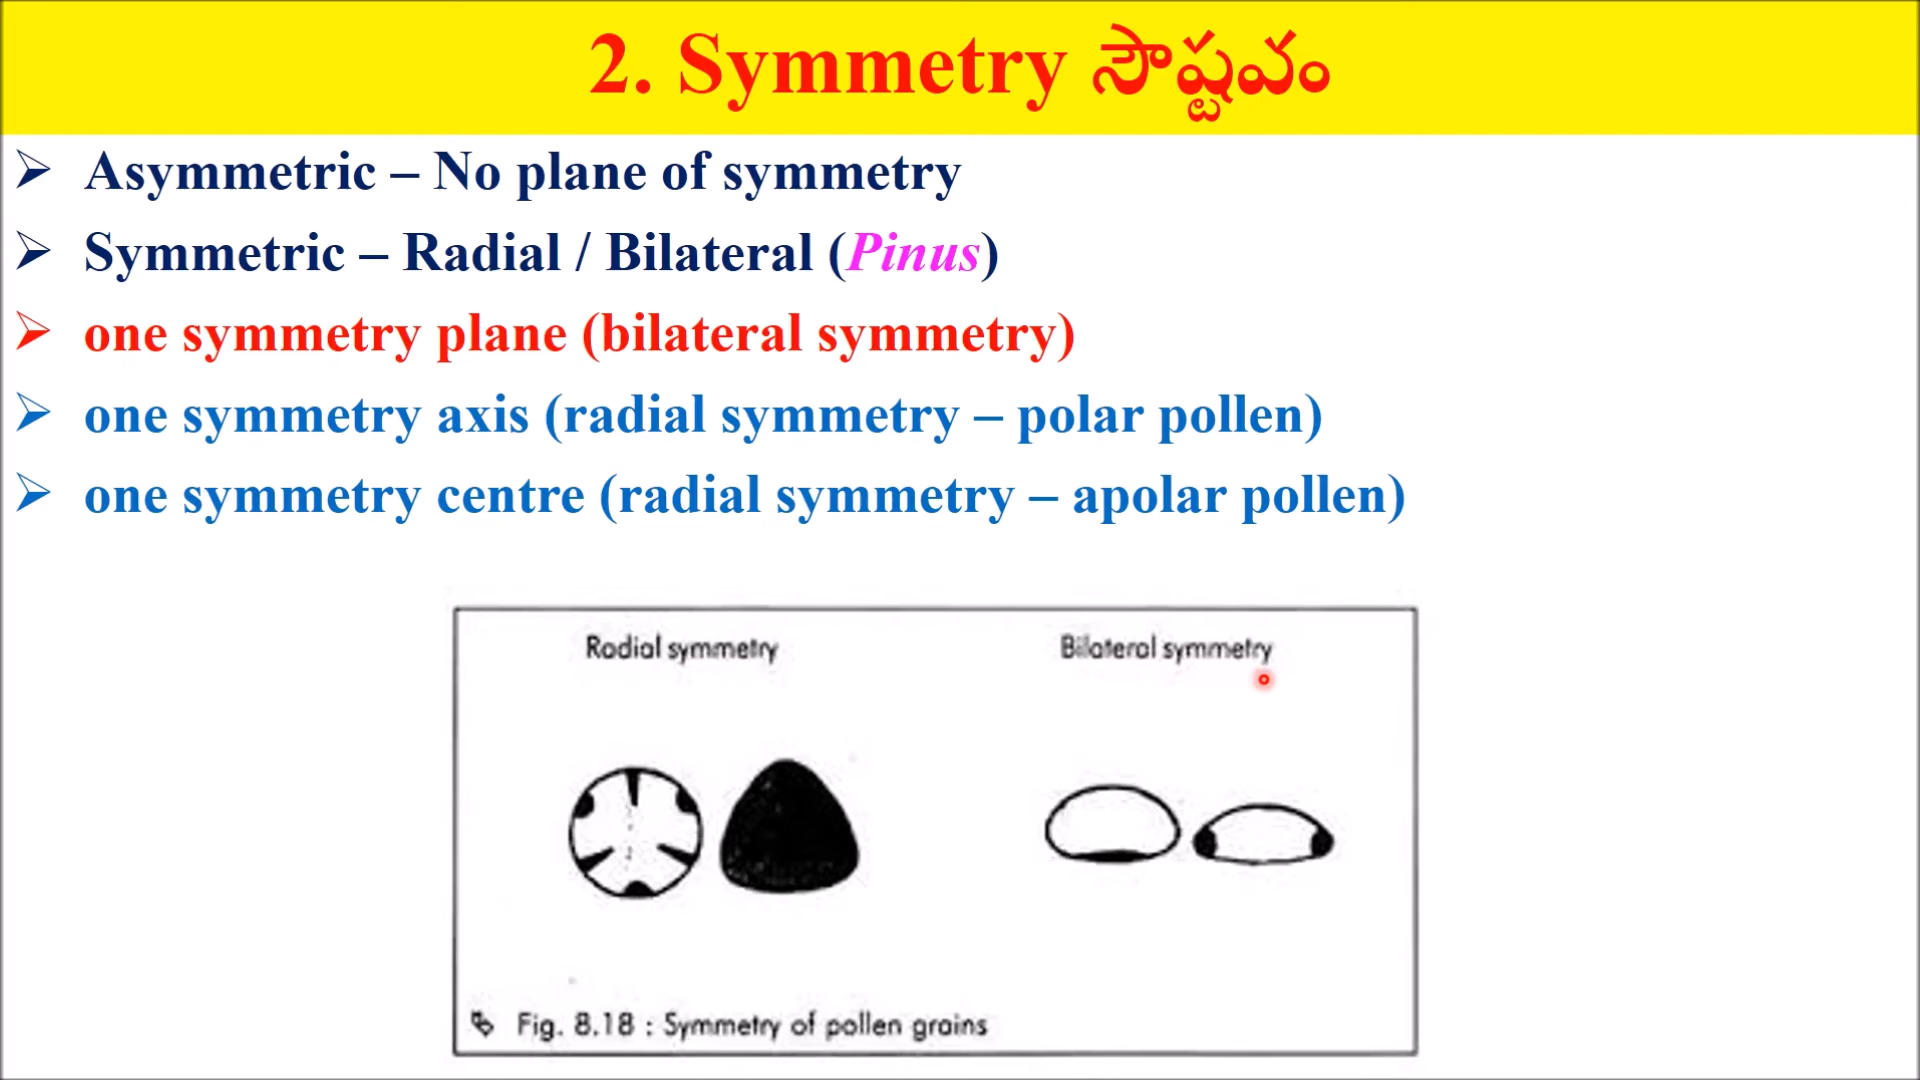 2. Symmetry సౌష్టవం
➢ Asymmetric – No plane of symmetry
➢ Symmetric – Radial / Bilateral (Pinus)
➢ one symmetry plane (bilateral symmetry)
➢ one symmetry axis (radial symmetry – polar pollen)
➢ one symmetry centre (radial symmetry – apolar pollen)
Radial symmetry
Bilateral symmetry
Fig. 8.18 : Symmetry of pollen grains